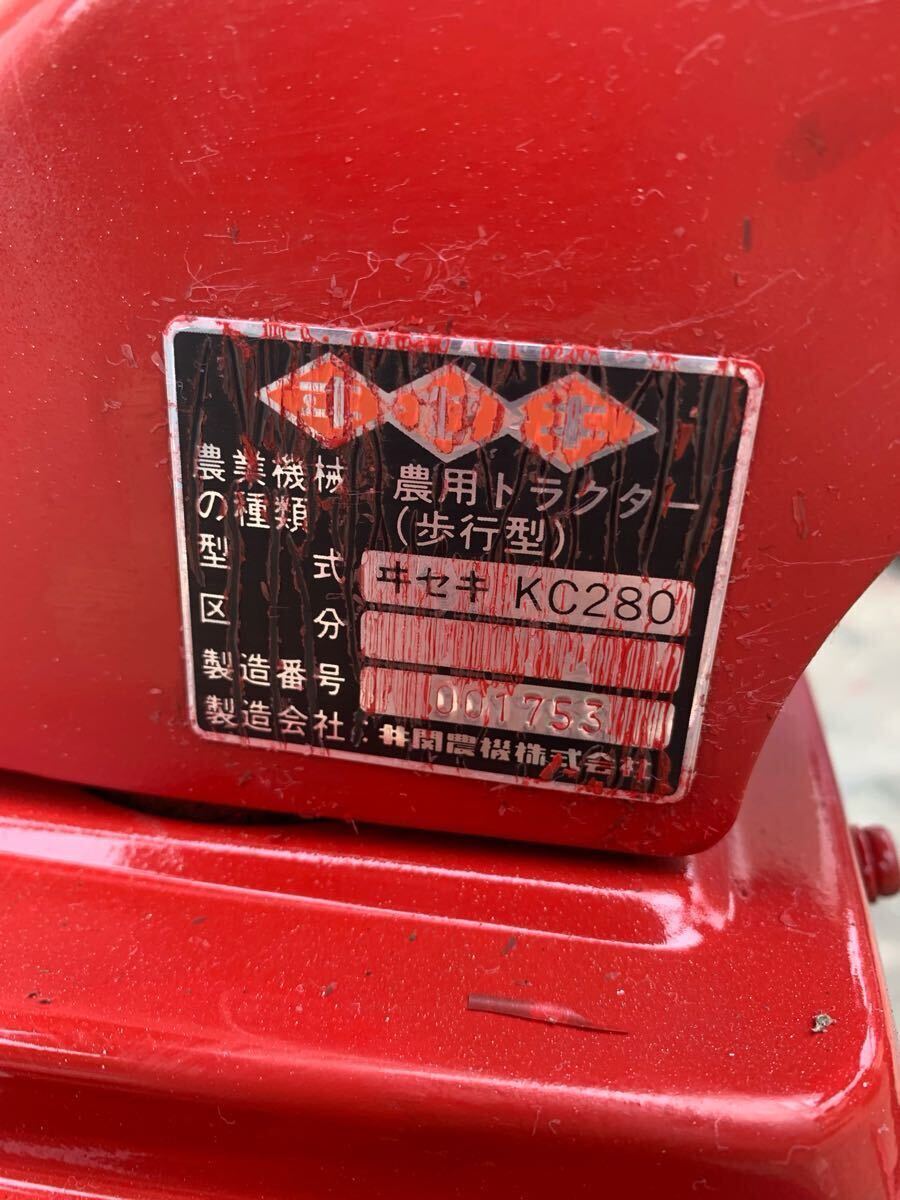 農業機械の種類 農用トラクター(歩行型)
型式 ヰセキ KC280
区分
製造番号 001753
製造会社 井関農機株式会社